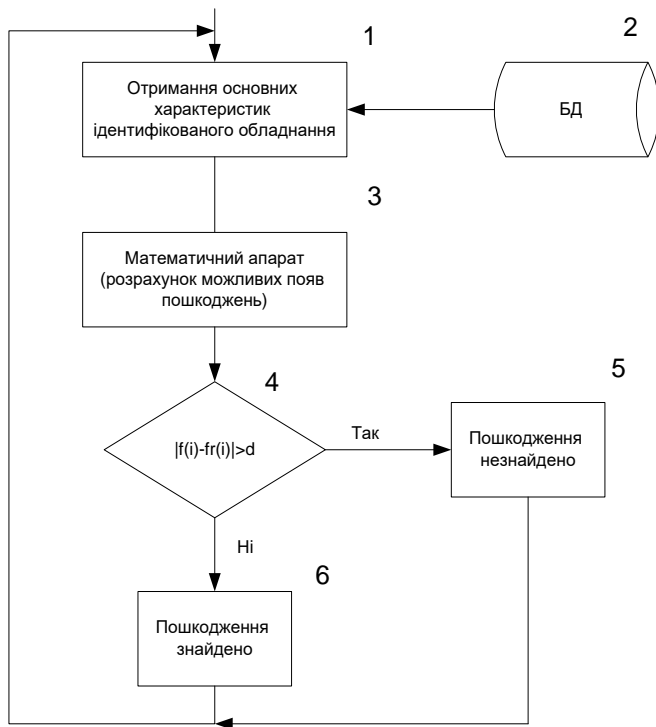 1
2
Отримання основних
характеристик
ідентифікованого обладнання
БД
3
Математичний апарат
(розрахунок можливих появ
пошкоджень)
4
5
|f(i)-fr(i)|>d
Так
Пошкодження
незнайдено
Ні
6
Пошкодження
знайдено